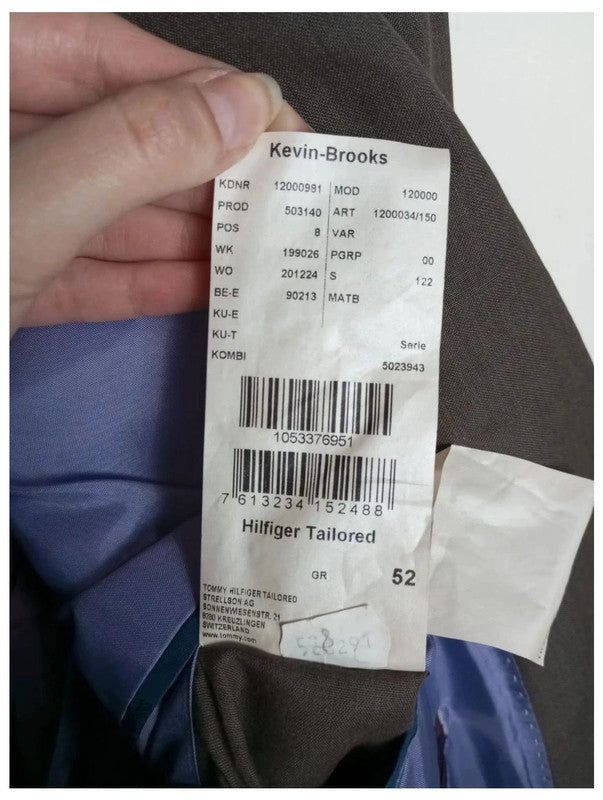 Kevin-Brooks
KDNR 12000981 MOD 120000
PROD 503140 ART 1200034/150
POS 8 VAR
WK 199026 PGRP 00
WO 201224 S 122
BE-E 90213 MATB
KU-E
KU-T Serie
KOMBI 5023943
1053376951
7 613234 152488
Hilfiger Tailored
GR 52
TOMMY HILFIGER TAILORED
STRELLSON AG
SONNENWIESENSTR. 21
8280 KREUZLINGEN
SWITZERLAND
www.tommy.com